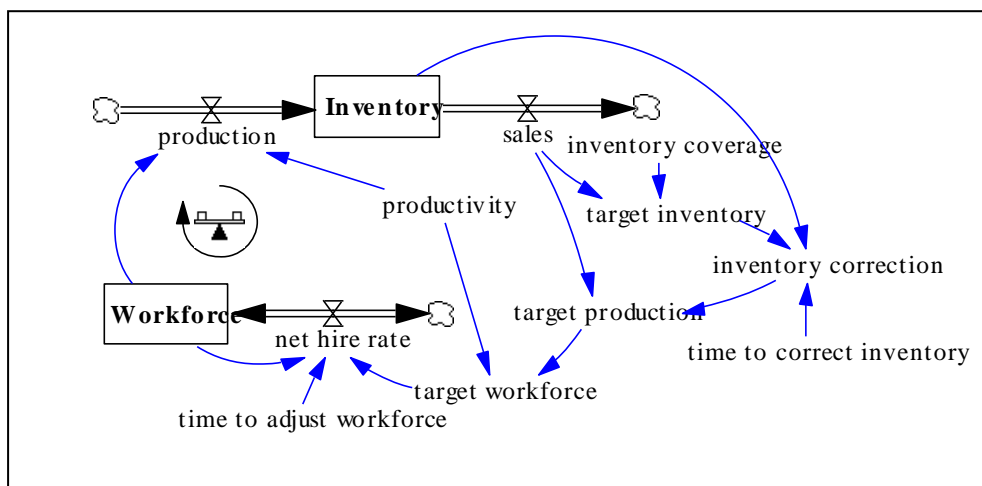 Inventory
production
sales
inventory coverage
productivity
target inventory
inventory correction
Workforce
target production
net hire rate
time to correct inventory
target workforce
time to adjust workforce